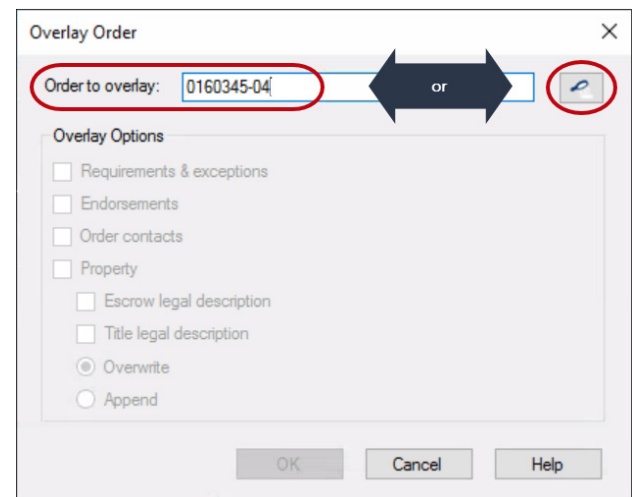 Overlay Order
Order to overlay: 0160345-04 or
Overlay Options
Requirements & exceptions
Endorsements
Order contacts
Property
Escrow legal description
Title legal description
Overwrite
Append
OK Cancel Help